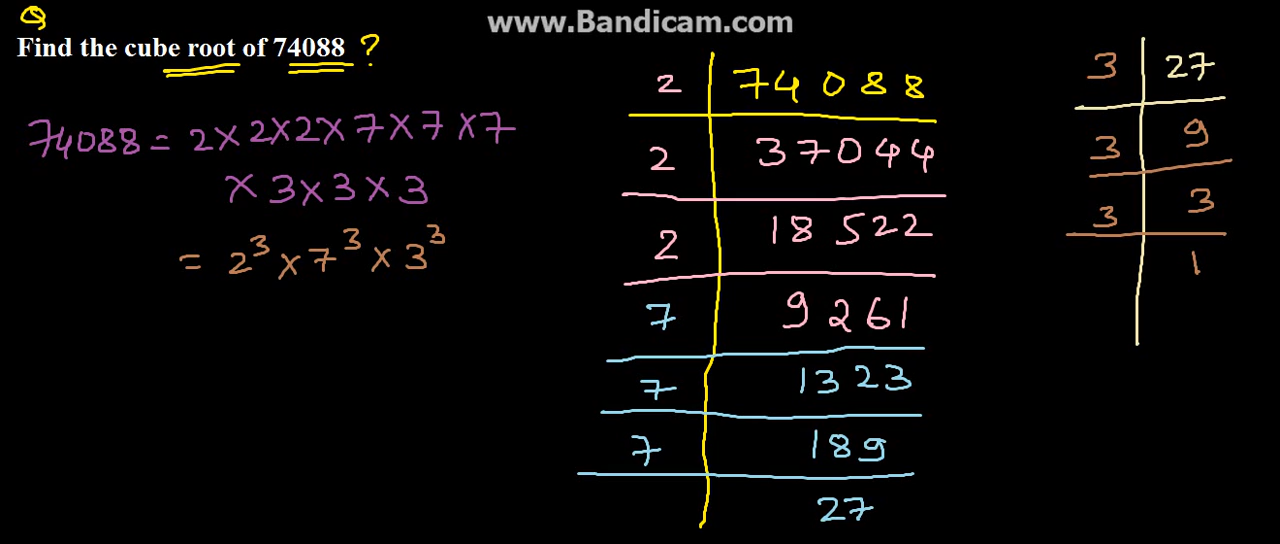 Q
www.Bandicam.com
Find the cube root of 74088 ?
74088 = 2 × 2 × 2 × 7 × 7 × 7
× 3 × 3 × 3
= 2³ × 7³ × 3³
2 | 74088
2 | 37044
2 | 18522
7 | 9261
7 | 1323
7 | 189
27
3 | 27
3 | 9
3 | 3
1